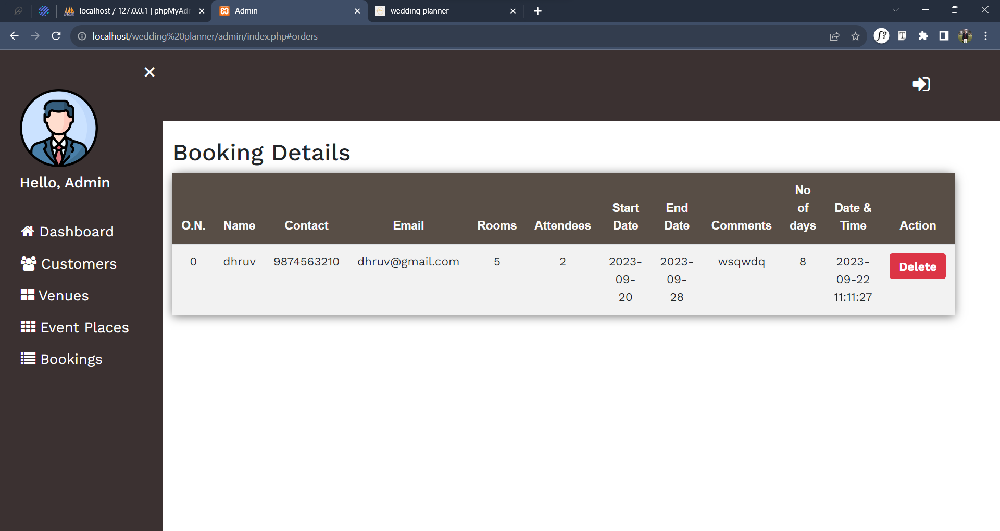 localhost / 127.0.0.1 | phpMyAdr
Admin
wedding planner
localhost/wedding%20planner/admin/index.php#orders
f?
T
Hello, Admin
Dashboard
Customers
Venues
Event Places
Bookings
Booking Details
O.N. Name Contact Email Rooms Attendees Start Date End Date Comments No of days Date & Time Action
0 dhruv 9874563210 dhruv@gmail.com 5 2 2023-09-20 2023-09-28 wsqwdq 8 2023-09-22 11:11:27 Delete